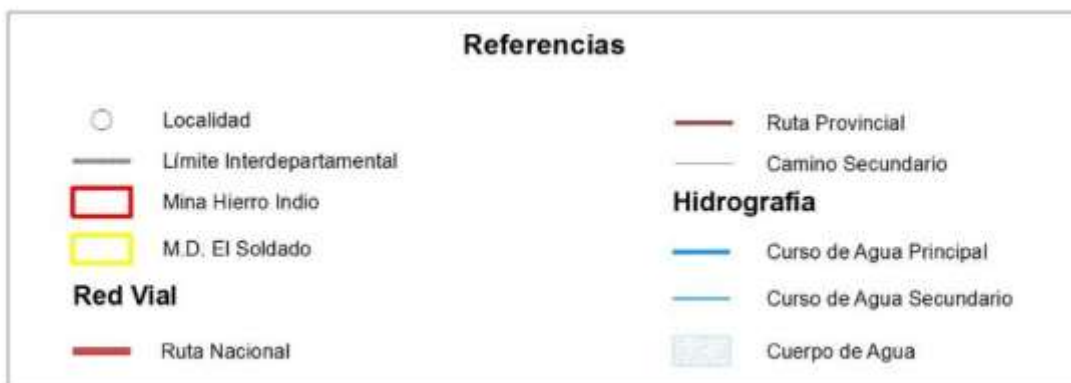 Referencias
Localidad
Límite Interdepartamental
Mina Hierro Indio
M.D. El Soldado
Red Vial
Ruta Nacional
Ruta Provincial
Camino Secundario
Hidrografía
Curso de Agua Principal
Curso de Agua Secundario
Cuerpo de Agua